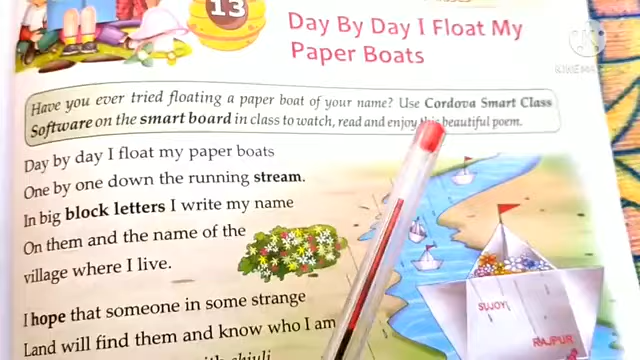 13
Day By Day I Float My
Paper Boats
Have you ever tried floating a paper boat of your name? Use Cordova Smart Class
Software on the smart board in class to watch, read and enjoy this beautiful poem.
Day by day I float my paper boats
One by one down the running stream.
In big block letters I write my name
On them and the name of the
village where I live.
I hope that someone in some strange
Land will find them and know who I am
with shiuli
SUJOY
RAJPUR